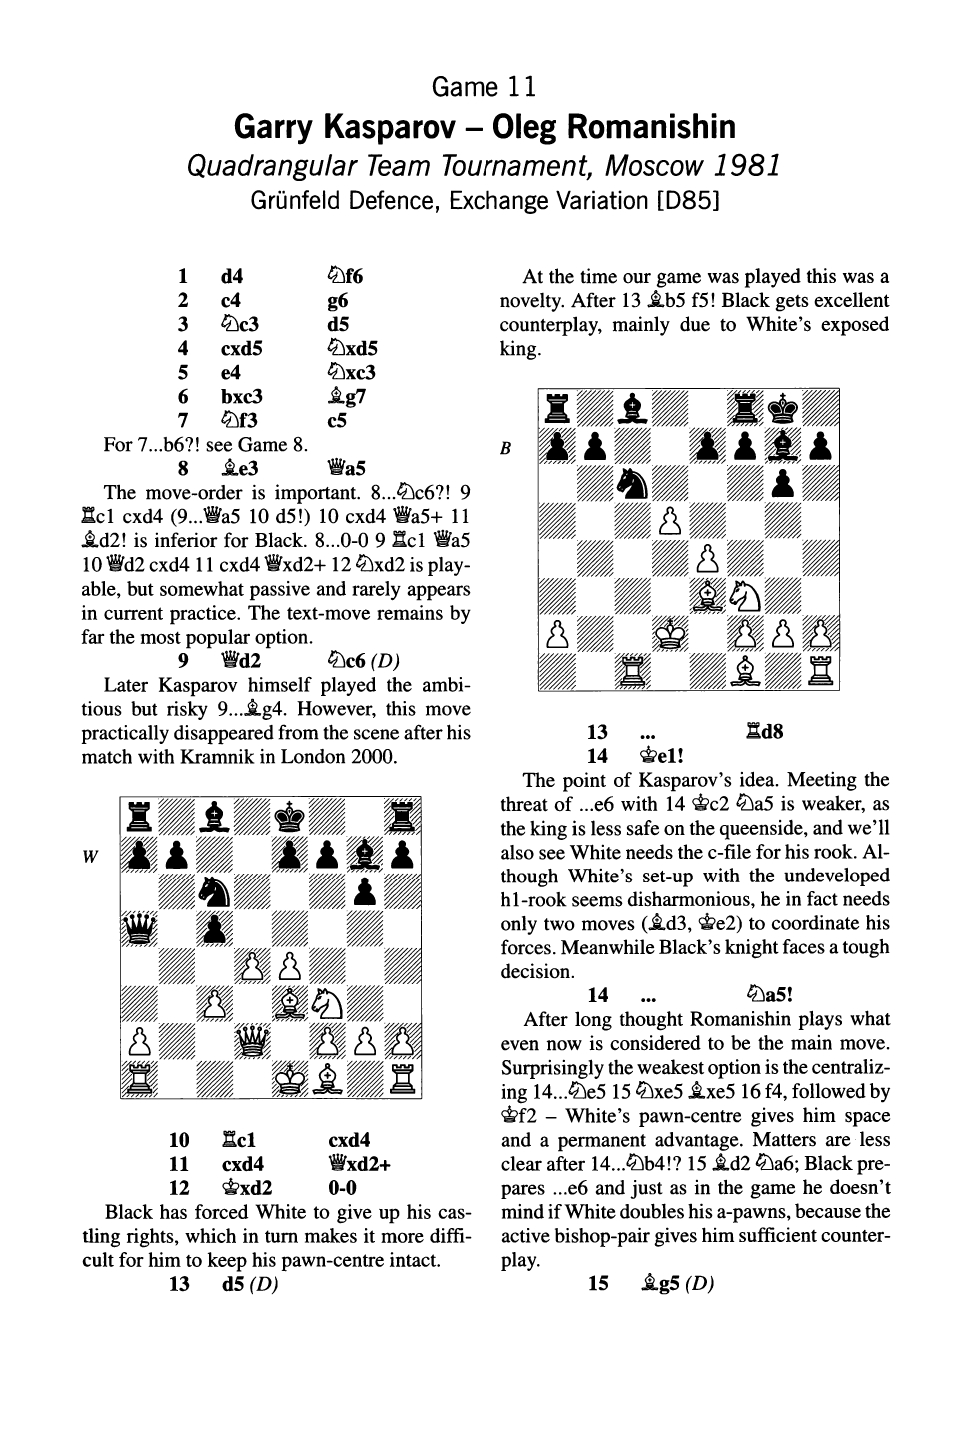 Game 11
Garry Kasparov – Oleg Romanishin
Quadrangular Team Tournament, Moscow 1981
Grünfeld Defence, Exchange Variation [D85]
1 d4 ♘f6
2 c4 g6
3 ♘c3 d5
4 cxd5 ♘xd5
5 e4 ♘xc3
6 bxc3 ♗g7
7 ♘f3 c5
For 7...b6?! see Game 8.
8 ♗e3 ♕a5
The move-order is important. 8...♘c6?! 9
♖c1 cxd4 (9...♕a5 10 d5!) 10 cxd4 ♕a5+ 11
♗d2! is inferior for Black. 8...0-0 9 ♖c1 ♕a5
10 ♕d2 cxd4 11 cxd4 ♕xd2+ 12 ♘xd2 is play-
able, but somewhat passive and rarely appears
in current practice. The text-move remains by
far the most popular option.
9 ♕d2 ♘c6 (D)
Later Kasparov himself played the ambi-
tious but risky 9...♗g4. However, this move
practically disappeared from the scene after his
match with Kramnik in London 2000.
W
10 ♖c1 cxd4
11 cxd4 ♕xd2+
12 ♔xd2 0-0
Black has forced White to give up his cas-
tling rights, which in turn makes it more diffi-
cult for him to keep his pawn-centre intact.
13 d5 (D)
At the time our game was played this was a
novelty. After 13 ♗b5 f5! Black gets excellent
counterplay, mainly due to White's exposed
king.
B
13 ... ♖d8
14 ♔e1!
The point of Kasparov's idea. Meeting the
threat of ...e6 with 14 ♔c2 ♘a5 is weaker, as
the king is less safe on the queenside, and we'll
also see White needs the c-file for his rook. Al-
though White's set-up with the undeveloped
h1-rook seems disharmonious, he in fact needs
only two moves (♗d3, ♔e2) to coordinate his
forces. Meanwhile Black's knight faces a tough
decision.
14 ... ♘a5!
After long thought Romanishin plays what
even now is considered to be the main move.
Surprisingly the weakest option is the centraliz-
ing 14...♘e5 15 ♘xe5 ♗xe5 16 f4, followed by
♔f2 – White's pawn-centre gives him space
and a permanent advantage. Matters are less
clear after 14...♘b4!? 15 ♗d2 ♘a6; Black pre-
pares ...e6 and just as in the game he doesn't
mind if White doubles his a-pawns, because the
active bishop-pair gives him sufficient counter-
play.
15 ♗g5 (D)